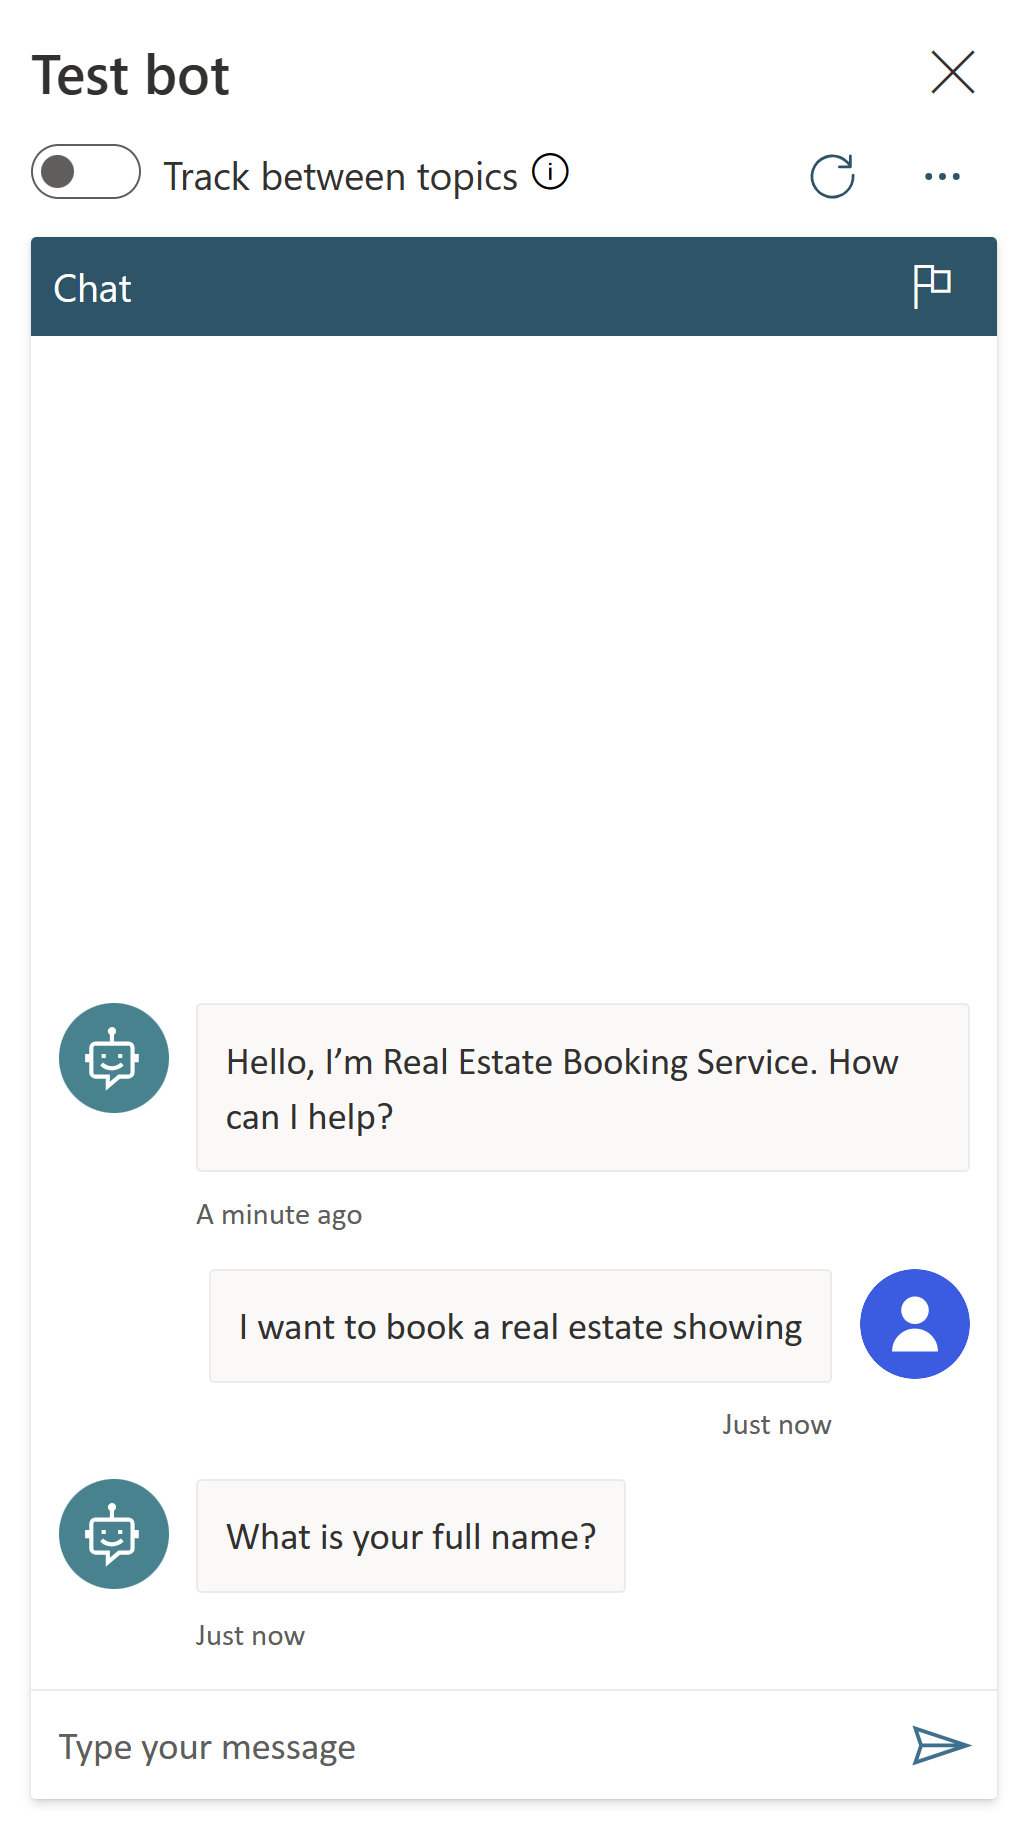 Test bot
Track between topics
Chat
Hello, I’m Real Estate Booking Service. How
can I help?
A minute ago
I want to book a real estate showing
Just now
What is your full name?
Just now
Type your message